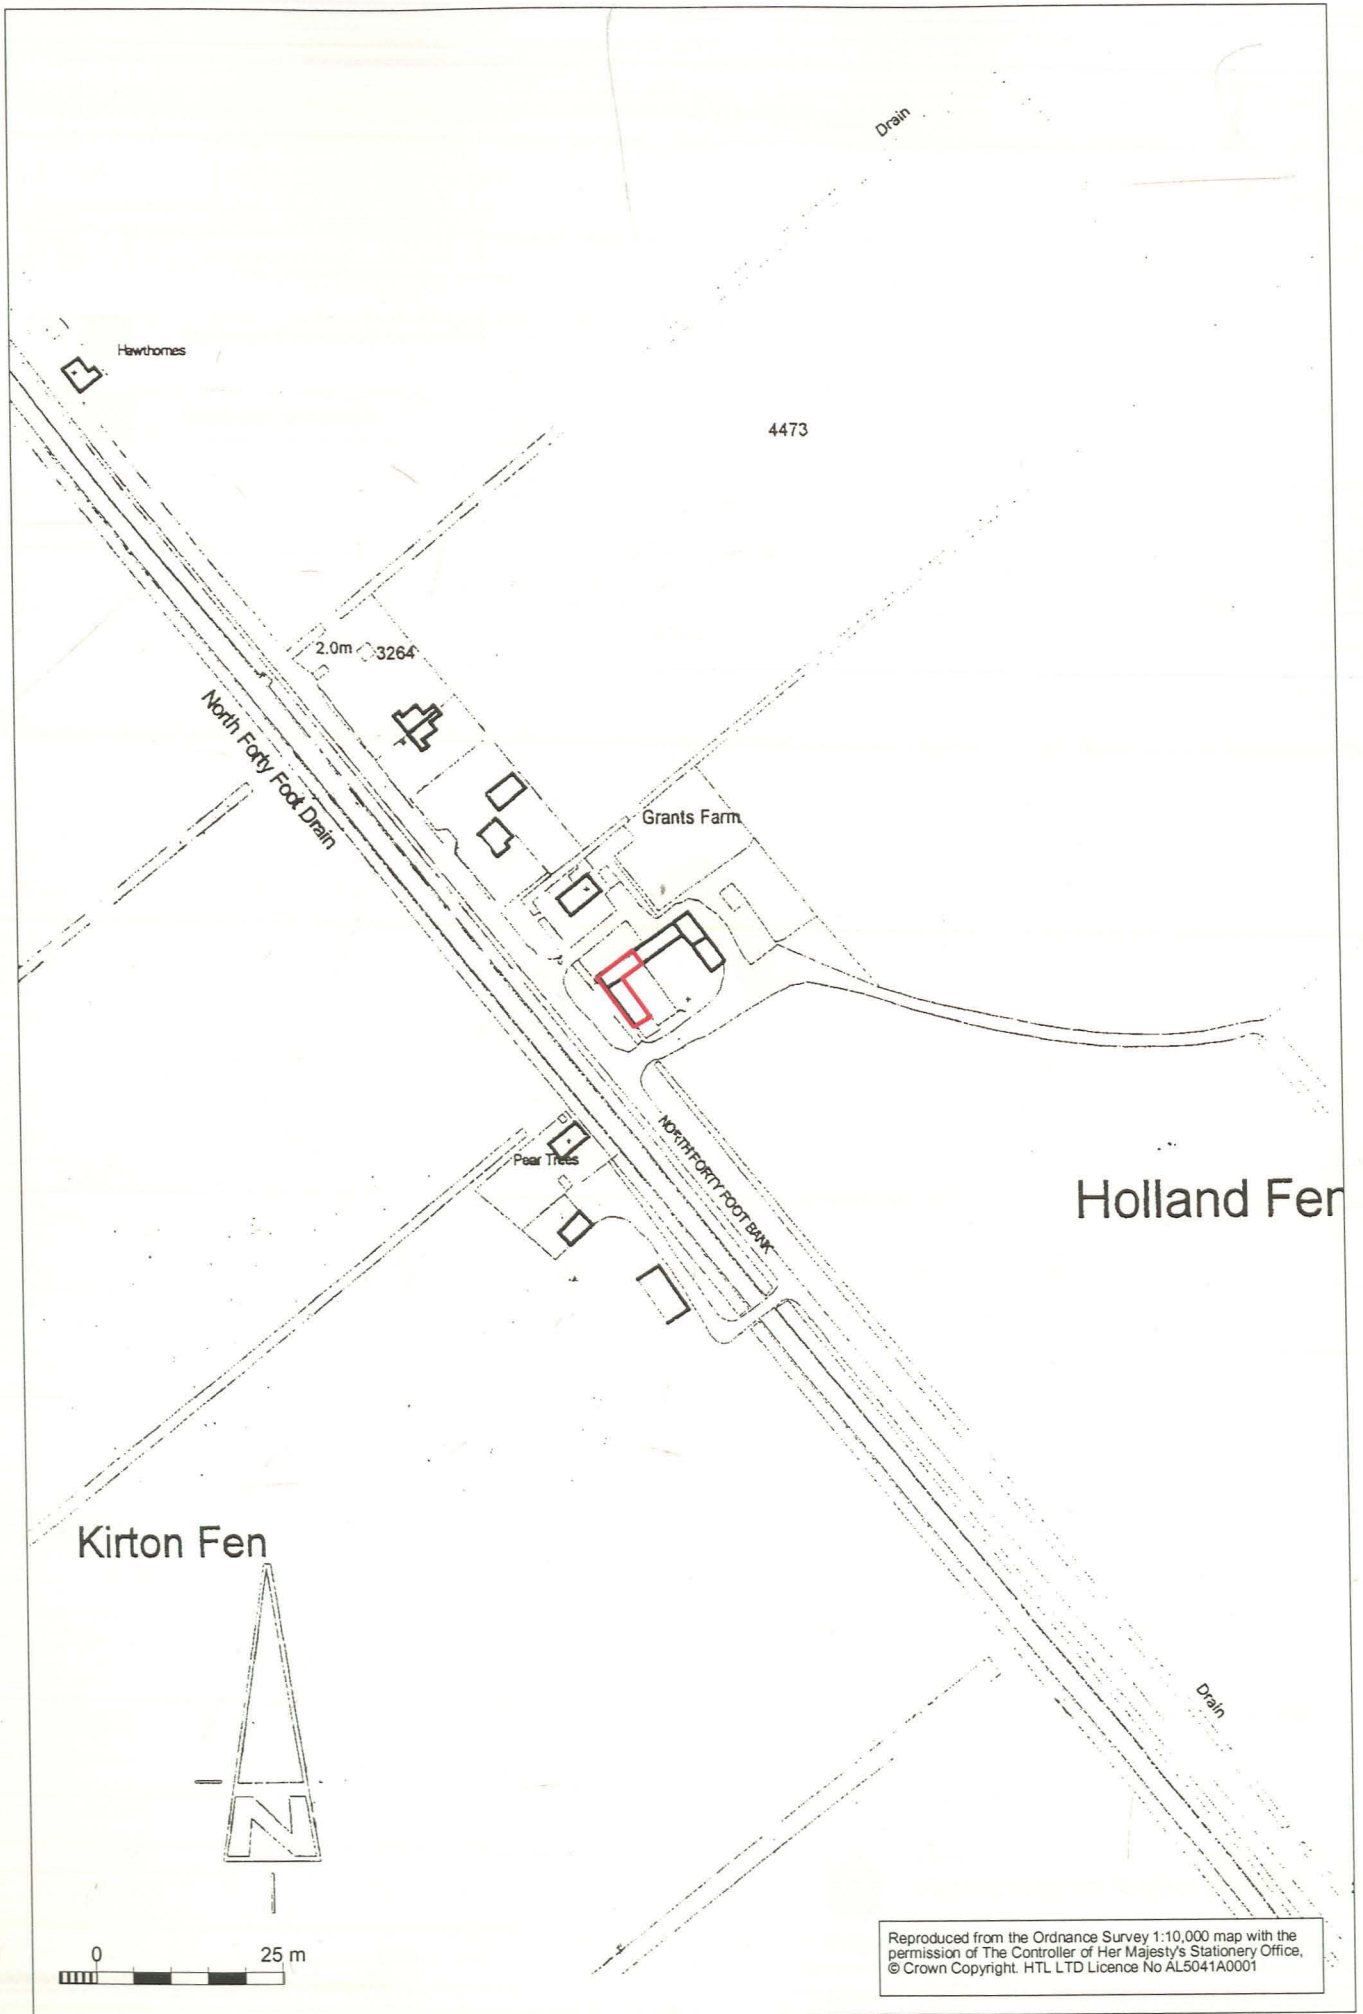 Drain
Hawthornes
4473
2.0m 3264
North Forty Foot Drain
Grants Farm
NORTH FORTY FOOT BANK
Pear Trees
Holland Fen
Kirton Fen
Drain
N
0 25 m
Reproduced from the Ordnance Survey 1:10,000 map with the
permission of The Controller of Her Majesty's Stationery Office,
© Crown Copyright. HTL LTD Licence No AL5041A0001